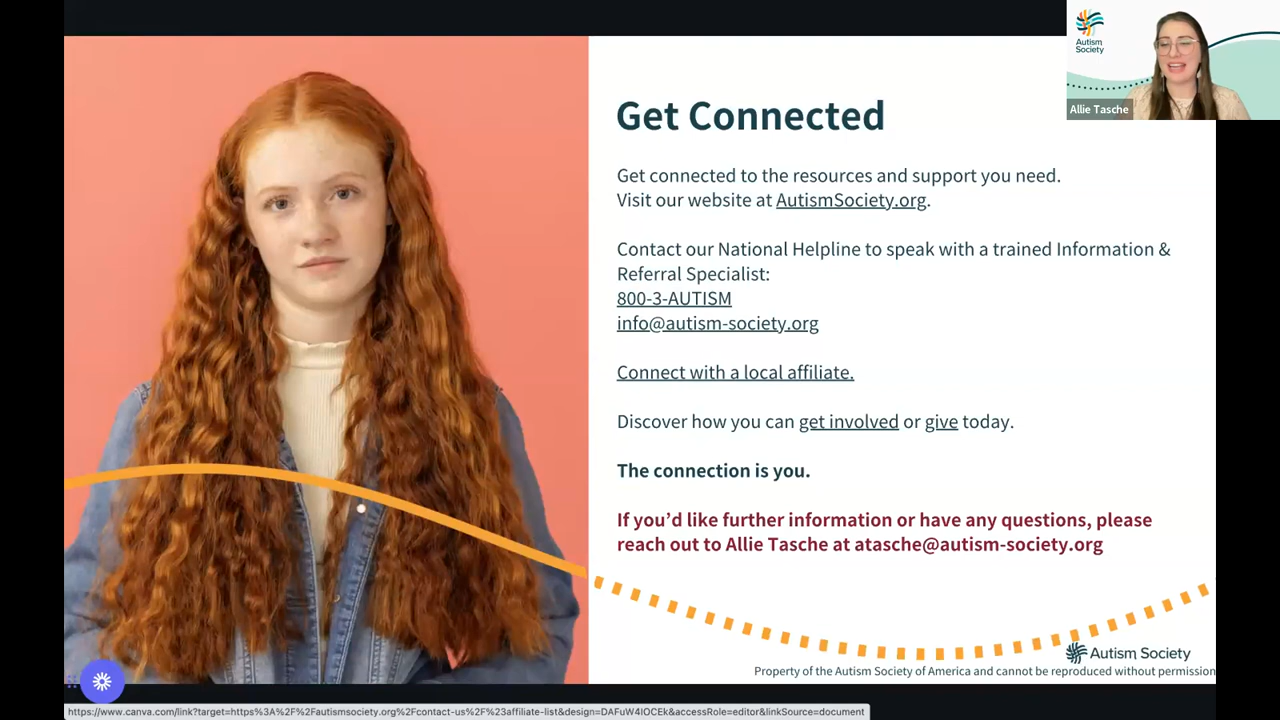 Autism
Society
Allie Tasche
Get Connected
Get connected to the resources and support you need.
Visit our website at AutismSociety.org.
Contact our National Helpline to speak with a trained Information &
Referral Specialist:
800-3-AUTISM
info@autism-society.org
Connect with a local affiliate.
Discover how you can get involved or give today.
The connection is you.
If you’d like further information or have any questions, please
reach out to Allie Tasche at atasche@autism-society.org
Autism Society
Property of the Autism Society of America and cannot be reproduced without permission
https://www.canva.com/link?target=https%3A%2F%2Fautismsociety.org%2Fcontact-us%2F%23affiliate-list&design=DAFuW4lOCEk&accessRole=editor&linkSource=document